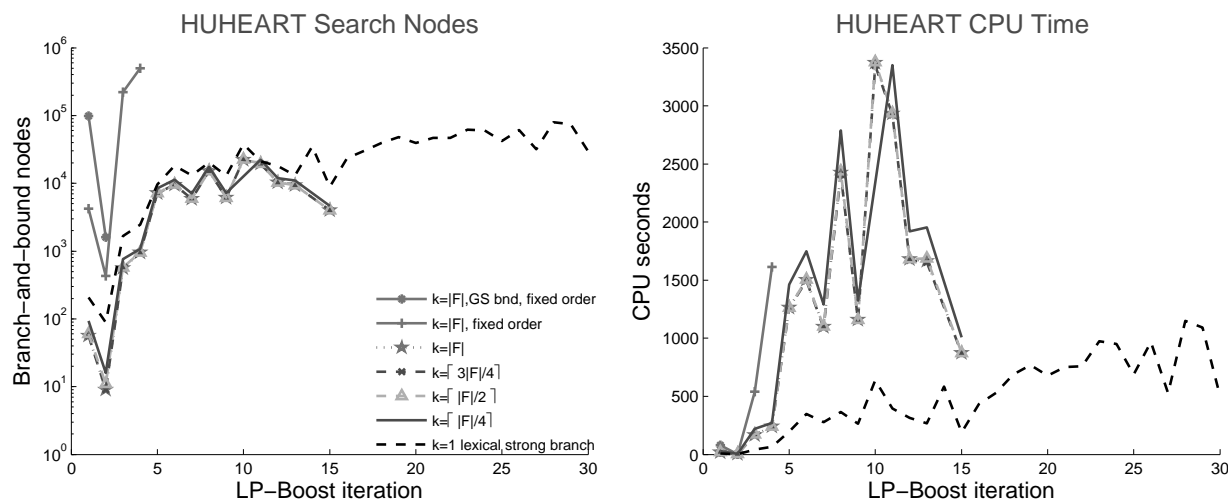 HUHEART Search Nodes
10^6
10^5
10^4
10^3
10^2
10^1
10^0
Branch−and−bound nodes
0 5 10 15 20 25 30
LP−Boost iteration
k=|F|,GS bnd, fixed order
k=|F|, fixed order
k=|F|
k=⌈ 3|F|/4⌉
k=⌈ |F|/2⌉
k=⌈ |F|/4⌉
k=1 lexical strong branch
HUHEART CPU Time
3500
3000
2500
2000
1500
1000
500
0
CPU seconds
0 5 10 15 20 25 30
LP−Boost iteration